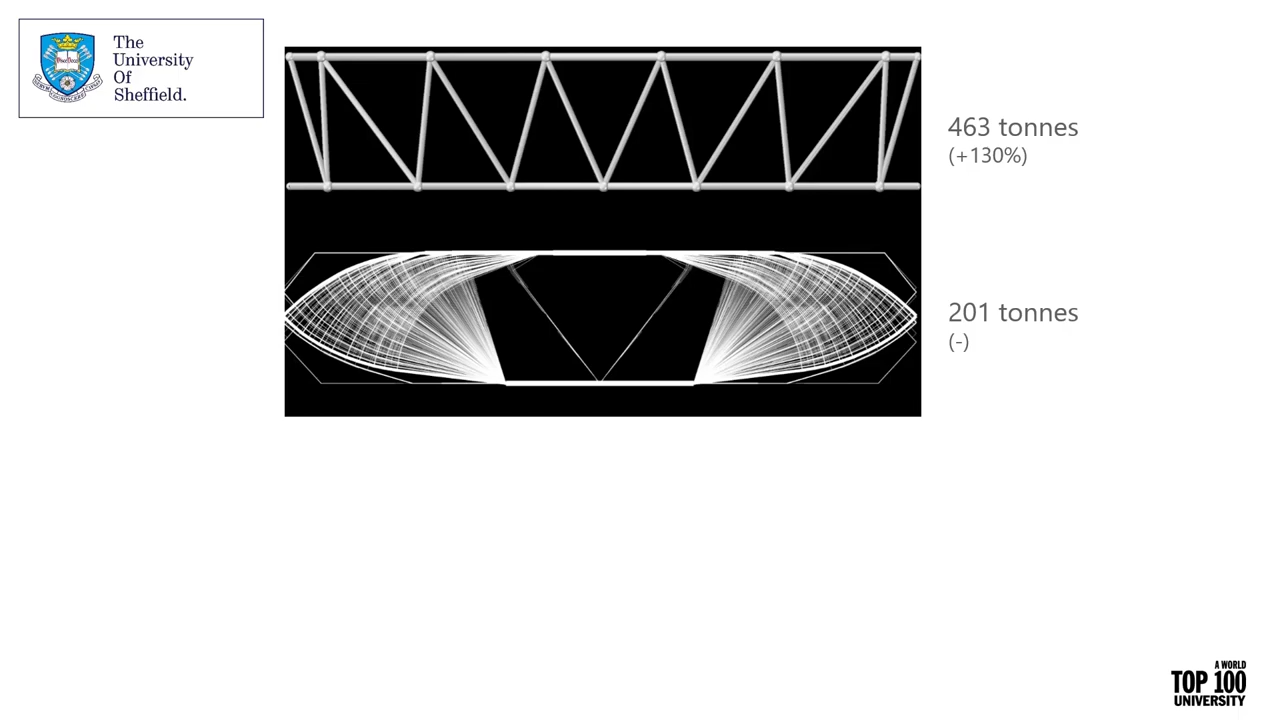 The
University
Of
Sheffield.
463 tonnes
(+130%)
201 tonnes
(-)
A WORLD
TOP 100
UNIVERSITY